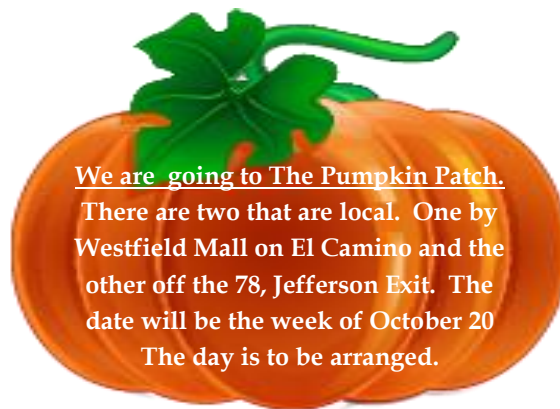 We are  going to The Pumpkin Patch.
There are two that are local.  One by
Westfield Mall on El Camino and the
other off the 78, Jefferson Exit.  The
date will be the week of October 20
The day is to be arranged.